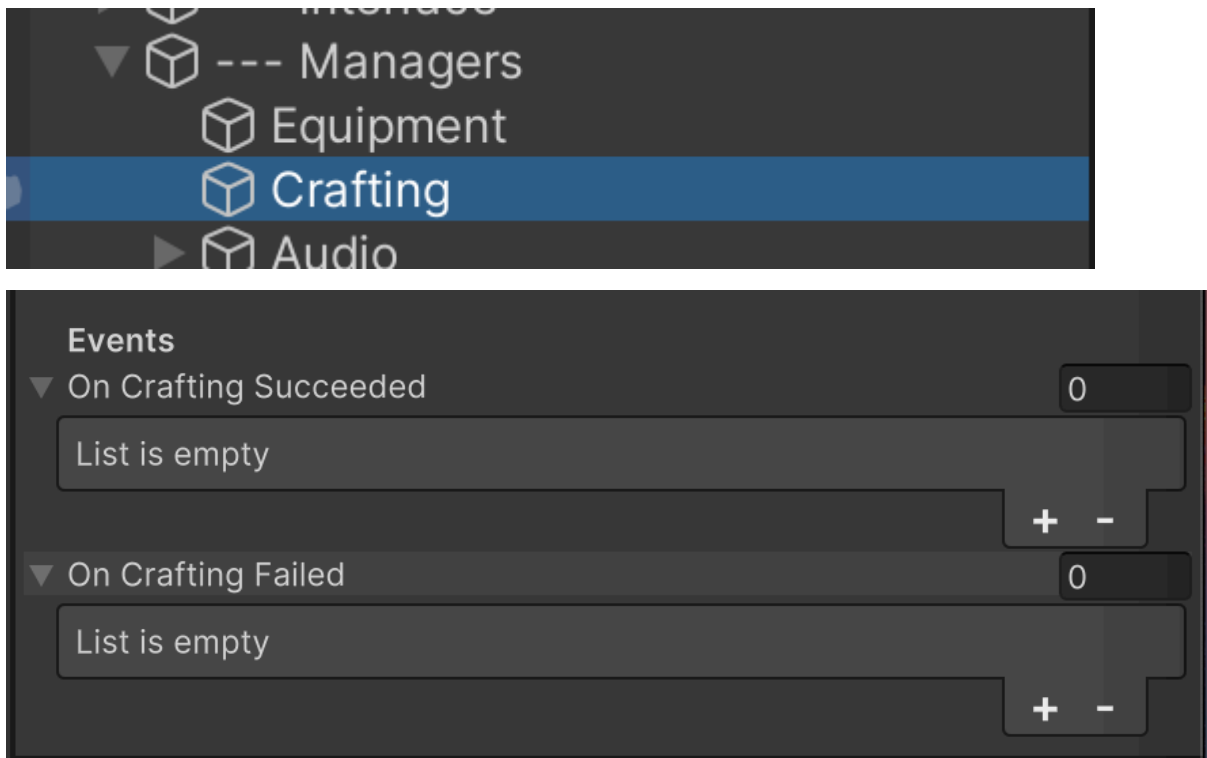 Interface
--- Managers
Equipment
Crafting
Audio
Events
On Crafting Succeeded
0
List is empty
+ -
On Crafting Failed
0
List is empty
+ -